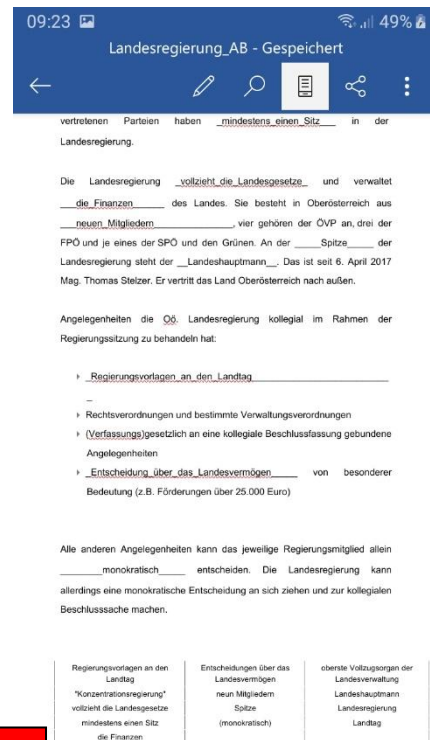 09:23 49%
Landesregierung_AB - Gespeichert
vertretenen Parteien haben _mindestens_einen_Sitz___ in der
Landesregierung.
Die Landesregierung _vollzieht_die_Landesgesetze_ und verwaltet
___die_Finanzen______ des Landes. Sie besteht in Oberösterreich aus
___neuen_Mitgliedern______________, vier gehören der ÖVP an, drei der
FPÖ und je eines der SPÖ und den Grünen. An der _____Spitze_____ der
Landesregierung steht der __Landeshauptmann__. Das ist seit 6. April 2017
Mag. Thomas Stelzer. Er vertritt das Land Oberösterreich nach außen.
Angelegenheiten die Oö. Landesregierung kollegial im Rahmen der
Regierungssitzung zu behandeln hat:
_Regierungsvorlagen_an_den_Landtag________________________
_
Rechtsverordnungen und bestimmte Verwaltungsverordnungen
(Verfassungs)gesetzlich an eine kollegiale Beschlussfassung gebundene
Angelegenheiten
_Entscheidung_über_das_Landesvermögen_____ von besonderer
Bedeutung (z.B. Förderungen über 25.000 Euro)
Alle anderen Angelegenheiten kann das jeweilige Regierungsmitglied allein
________monokratisch_____ entscheiden. Die Landesregierung kann
allerdings eine monokratische Entscheidung an sich ziehen und zur kollegialen
Beschlusssache machen.
Regierungsvorlagen an den Landtag
"Konzentrationsregierung"
vollzieht die Landesgesetze
mindestens einen Sitz
die Finanzen
Entscheidungen über das Landesvermögen
neun Mitgliedern
Spitze
(monokratisch)
oberste Vollzugsorgan der Landesverwaltung
Landeshauptmann
Landesregierung
Landtag